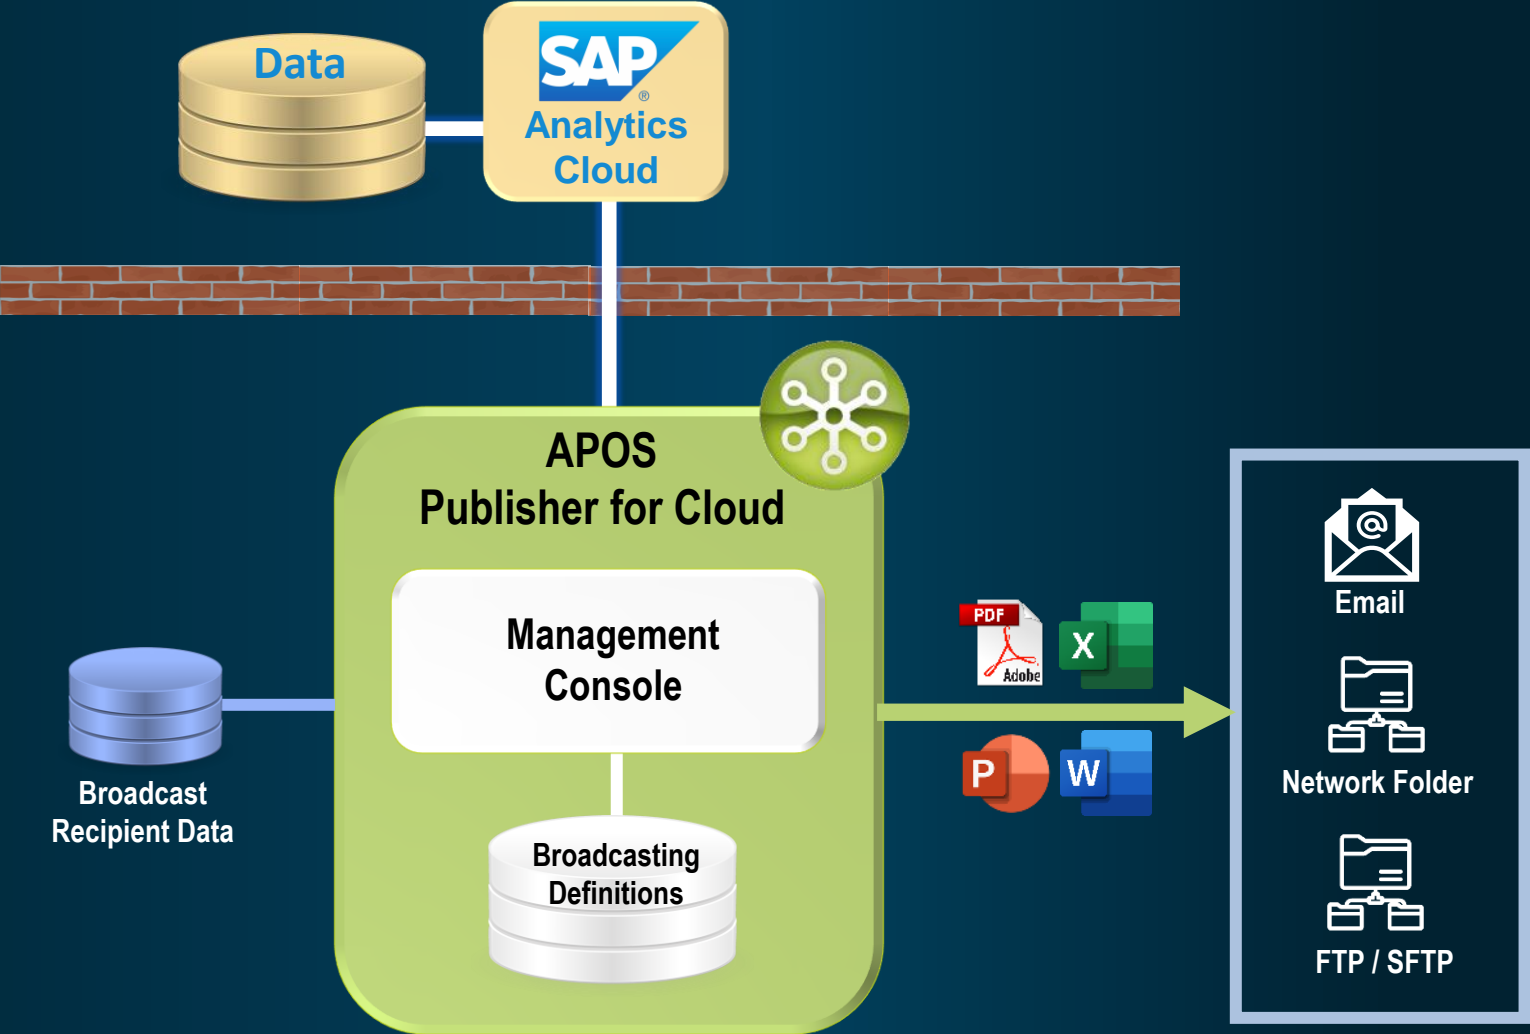 Data
SAP
®
Analytics
Cloud
APOS
Publisher for Cloud
Management
Console
Broadcasting
Definitions
Broadcast
Recipient Data
PDF
Adobe
X
P
W
@
Email
Network Folder
FTP / SFTP